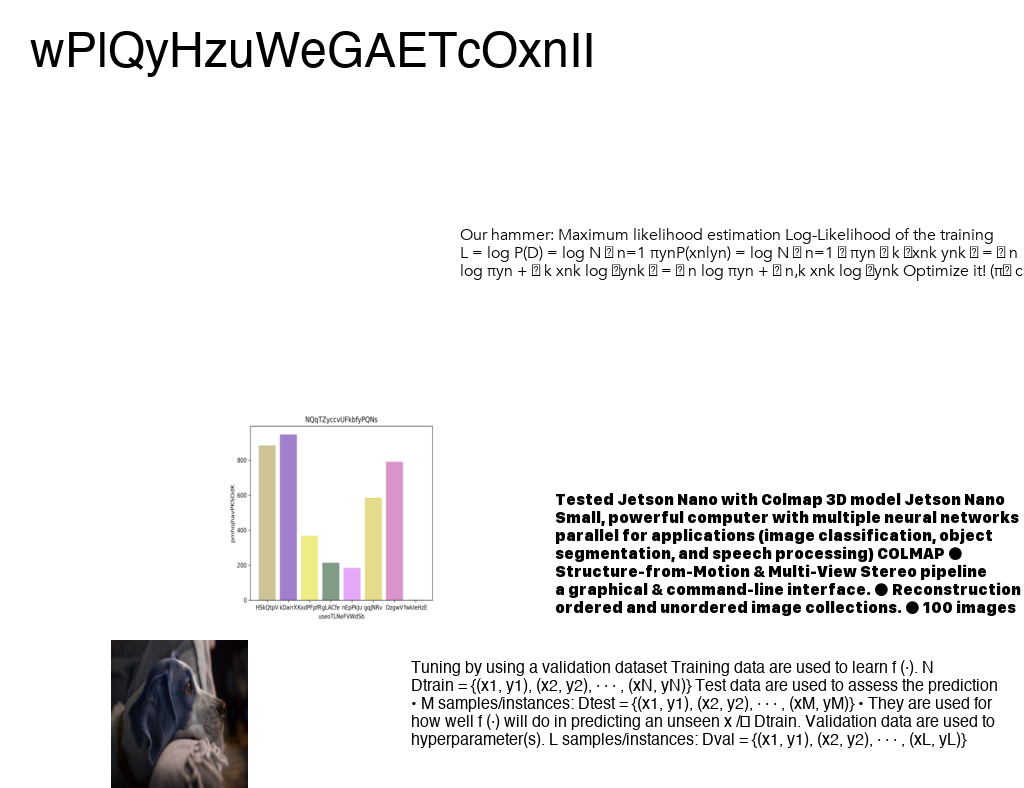 wPlQyHzuWeGAETcOxnII
Our hammer: Maximum likelihood estimation Log-Likelihood of the training
L = log P(D) = log N � n=1 πynP(xnlyn) = log N � n=1 � πyn � k �xnk ynk � = � n
log πyn + � k xnk log �ynk � = � n log πyn + � n,k xnk log �ynk Optimize it! (π� c
NQqTZyccvUFkbfyPQNs
800
600
400
200
0
HSkQtpV kDarrX KxdPFpfR gLACfe nEpPkJu gqJNRv OzgwV fwkIeHzE
useoTLNeFVWdSb
Tested Jetson Nano with Colmap 3D model Jetson Nano
Small, powerful computer with multiple neural networks
parallel for applications (image classification, object
segmentation, and speech processing) COLMAP ●
Structure-from-Motion & Multi-View Stereo pipeline
a graphical & command-line interface. ● Reconstruction
ordered and unordered image collections. ● 100 images
Tuning by using a validation dataset Training data are used to learn f (·). N
Dtrain = {(x1, y1), (x2, y2), · · · , (xN, yN)} Test data are used to assess the prediction
• M samples/instances: Dtest = {(x1, y1), (x2, y2), · · · , (xM, yM)} • They are used for
how well f (·) will do in predicting an unseen x /� Dtrain. Validation data are used to
hyperparameter(s). L samples/instances: Dval = {(x1, y1), (x2, y2), · · · , (xL, yL)}